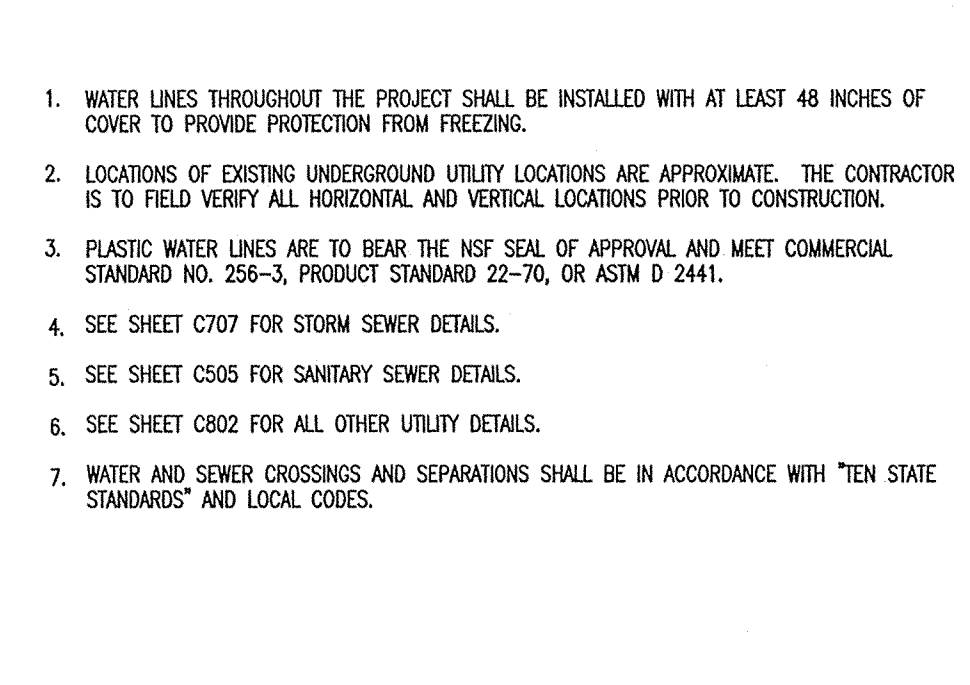 1. WATER LINES THROUGHOUT THE PROJECT SHALL BE INSTALLED WITH AT LEAST 48 INCHES OF
COVER TO PROVIDE PROTECTION FROM FREEZING.
2. LOCATIONS OF EXISTING UNDERGROUND UTILITY LOCATIONS ARE APPROXIMATE. THE CONTRACTOR
IS TO FIELD VERIFY ALL HORIZONTAL AND VERTICAL LOCATIONS PRIOR TO CONSTRUCTION.
3. PLASTIC WATER LINES ARE TO BEAR THE NSF SEAL OF APPROVAL AND MEET COMMERCIAL
STANDARD NO. 256-3, PRODUCT STANDARD 22-70, OR ASTM D 2441.
4. SEE SHEET C707 FOR STORM SEWER DETAILS.
5. SEE SHEET C505 FOR SANITARY SEWER DETAILS.
6. SEE SHEET C802 FOR ALL OTHER UTILITY DETAILS.
7. WATER AND SEWER CROSSINGS AND SEPARATIONS SHALL BE IN ACCORDANCE WITH "TEN STATE
STANDARDS" AND LOCAL CODES.